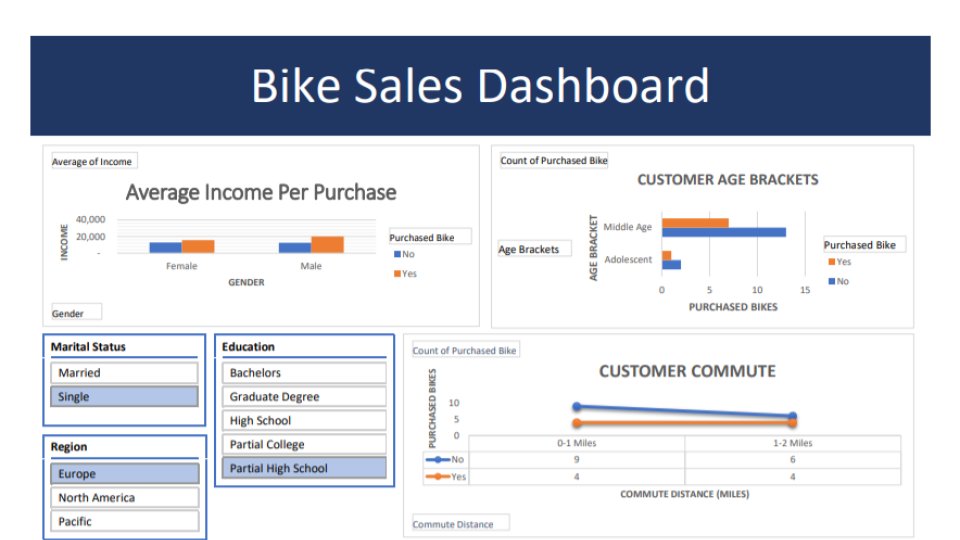 Bike Sales Dashboard
Average of Income
Average Income Per Purchase
INCOME
40,000
20,000
-
Female
Male
GENDER
Purchased Bike
No
Yes
Gender
Count of Purchased Bike
CUSTOMER AGE BRACKETS
Age Brackets
AGE BRACKET
Middle Age
Adolescent
0 5 10 15
PURCHASED BIKES
Purchased Bike
Yes
No
Marital Status
Married
Single
Region
Europe
North America
Pacific
Education
Bachelors
Graduate Degree
High School
Partial College
Partial High School
Count of Purchased Bike
CUSTOMER COMMUTE
PURCHASED BIKES
10
5
0
0-1 Miles 1-2 Miles
No 9 6
Yes 4 4
COMMUTE DISTANCE (MILES)
Commute Distance